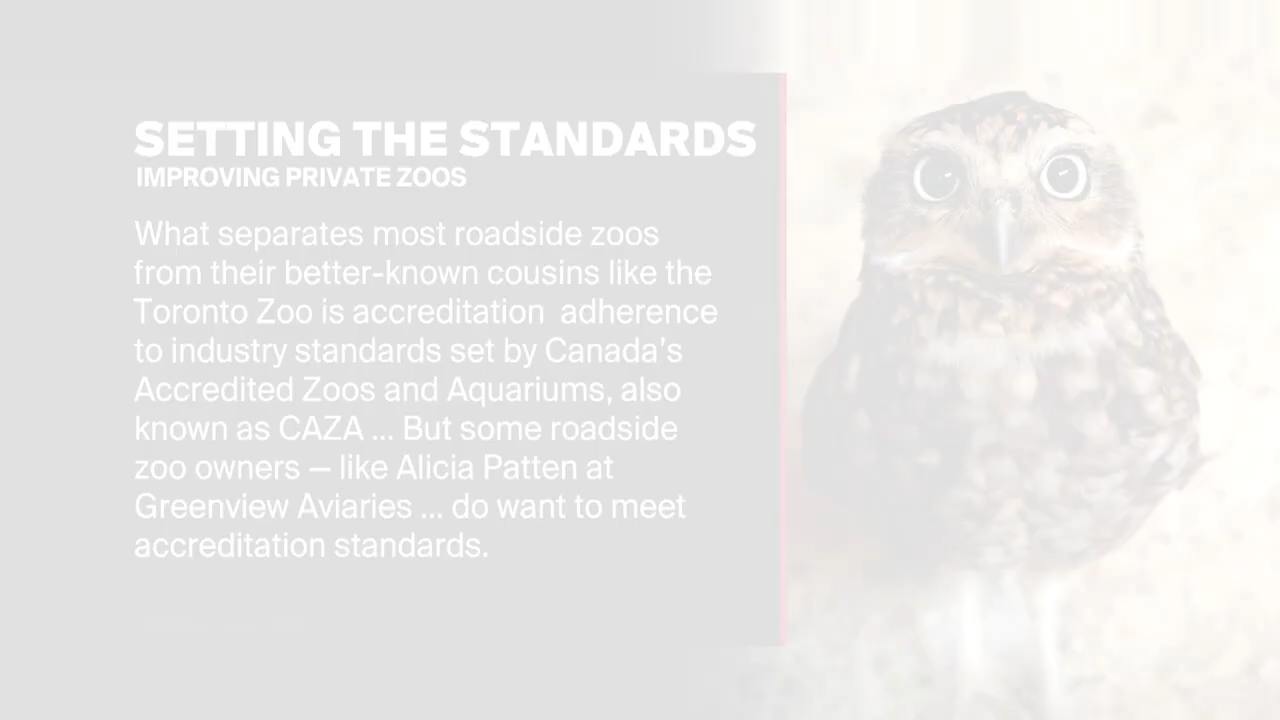 SETTING THE STANDARDS
IMPROVING PRIVATE ZOOS
What separates most roadside zoos
from their better-known cousins like the
Toronto Zoo is accreditation  adherence
to industry standards set by Canada’s
Accredited Zoos and Aquariums, also
known as CAZA ... But some roadside
zoo owners – like Alicia Patten at
Greenview Aviaries ... do want to meet
accreditation standards.